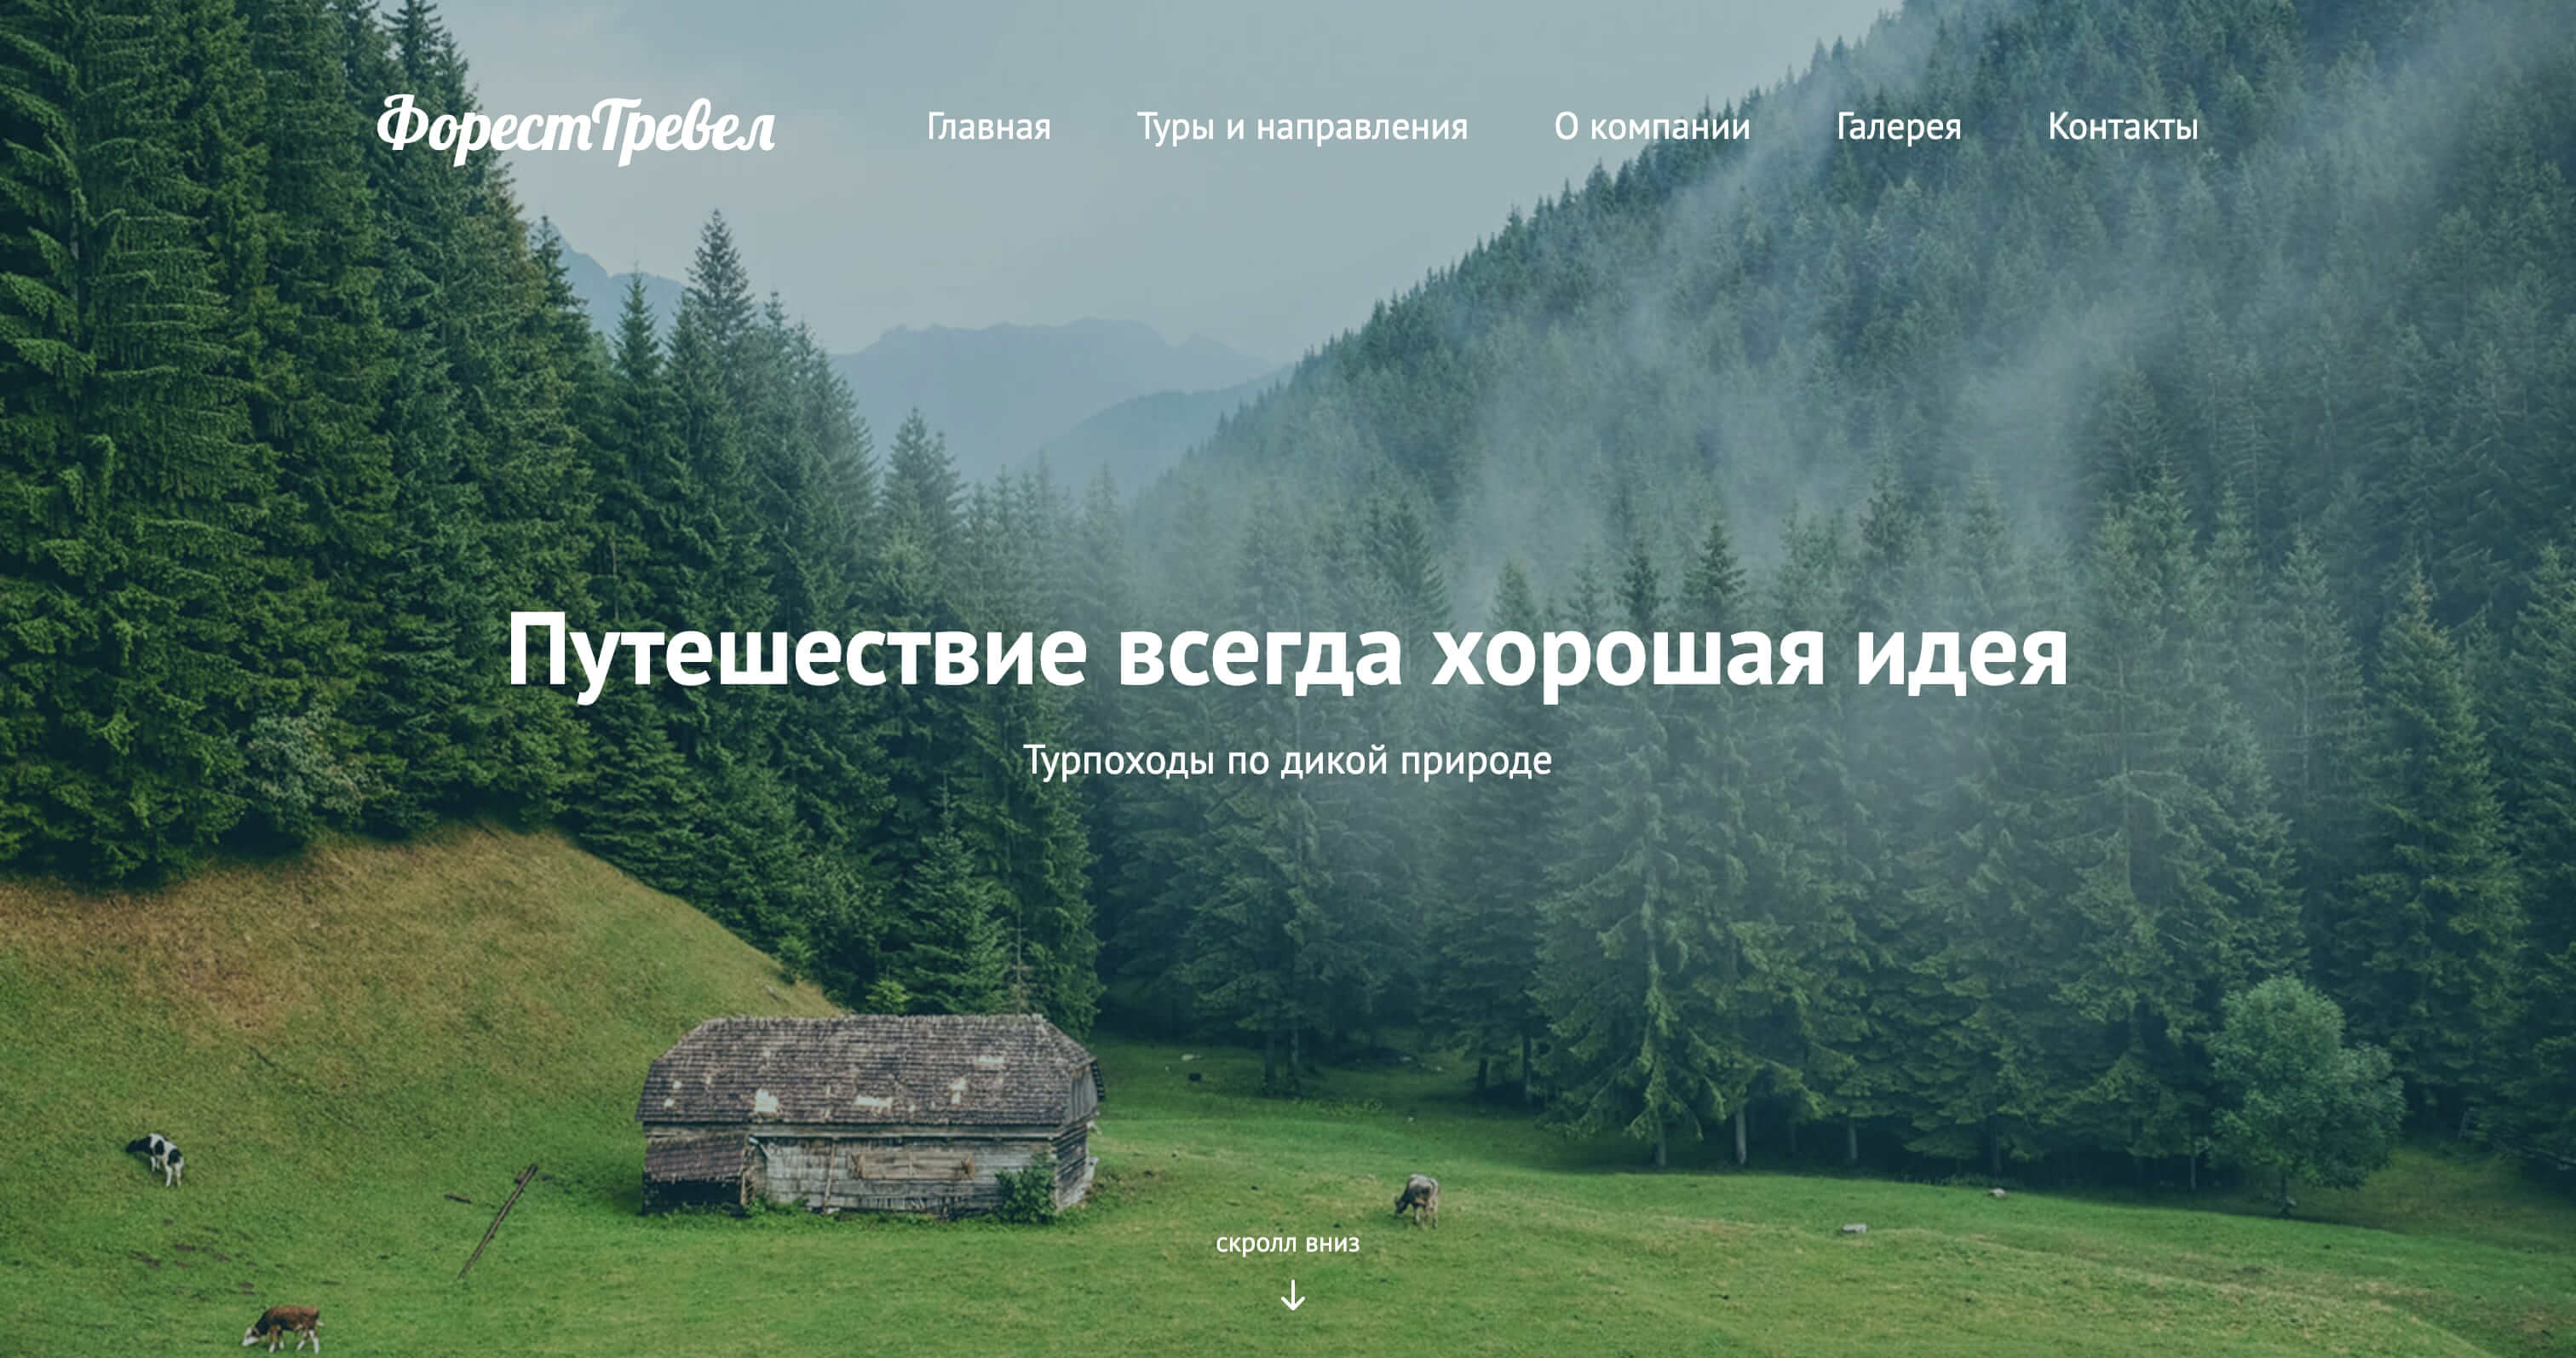 ФорестТревел
Главная
Туры и направления
О компании
Галерея
Контакты
Путешествие всегда хорошая идея
Турпоходы по дикой природе
скролл вниз